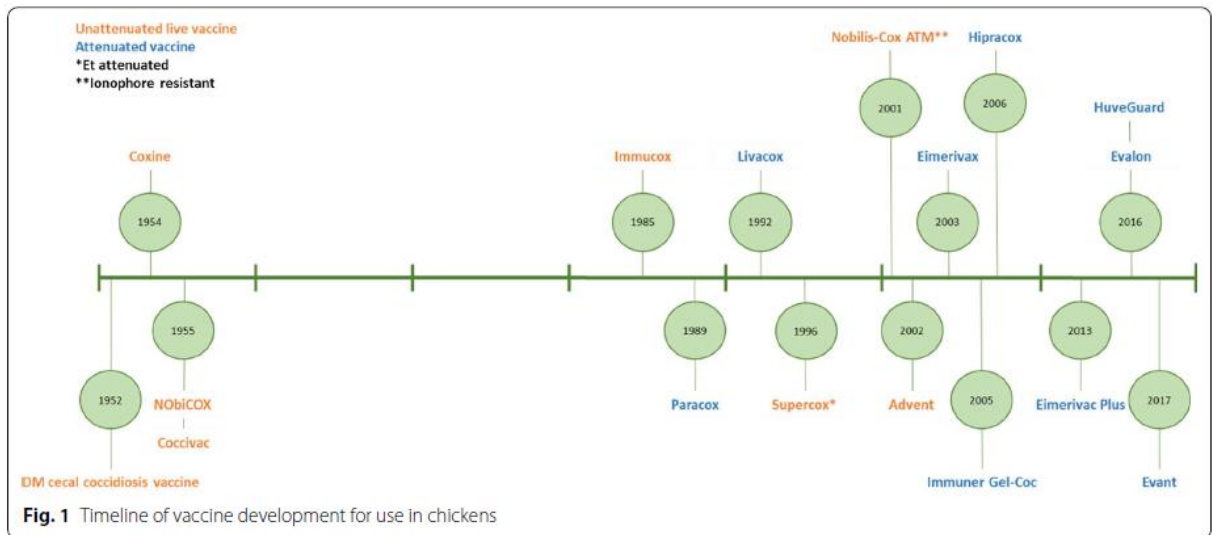 Unattenuated live vaccine
Attenuated vaccine
*Et attenuated
**Ionophore resistant
Nobilis-Cox ATM**
Hipracox
2001
2006
HuveGuard
Coxine
Immucox
Livacox
Eimerivax
Evalon
1954
1985
1992
2003
2016
1955
1989
1996
2002
2013
1952
NObiCOX
Paracox
Supercox*
Advent
2005
Eimerivac Plus
2017
Coccivac
DM cecal coccidiosis vaccine
Immuner Gel-Coc
Evant
Fig. 1 Timeline of vaccine development for use in chickens